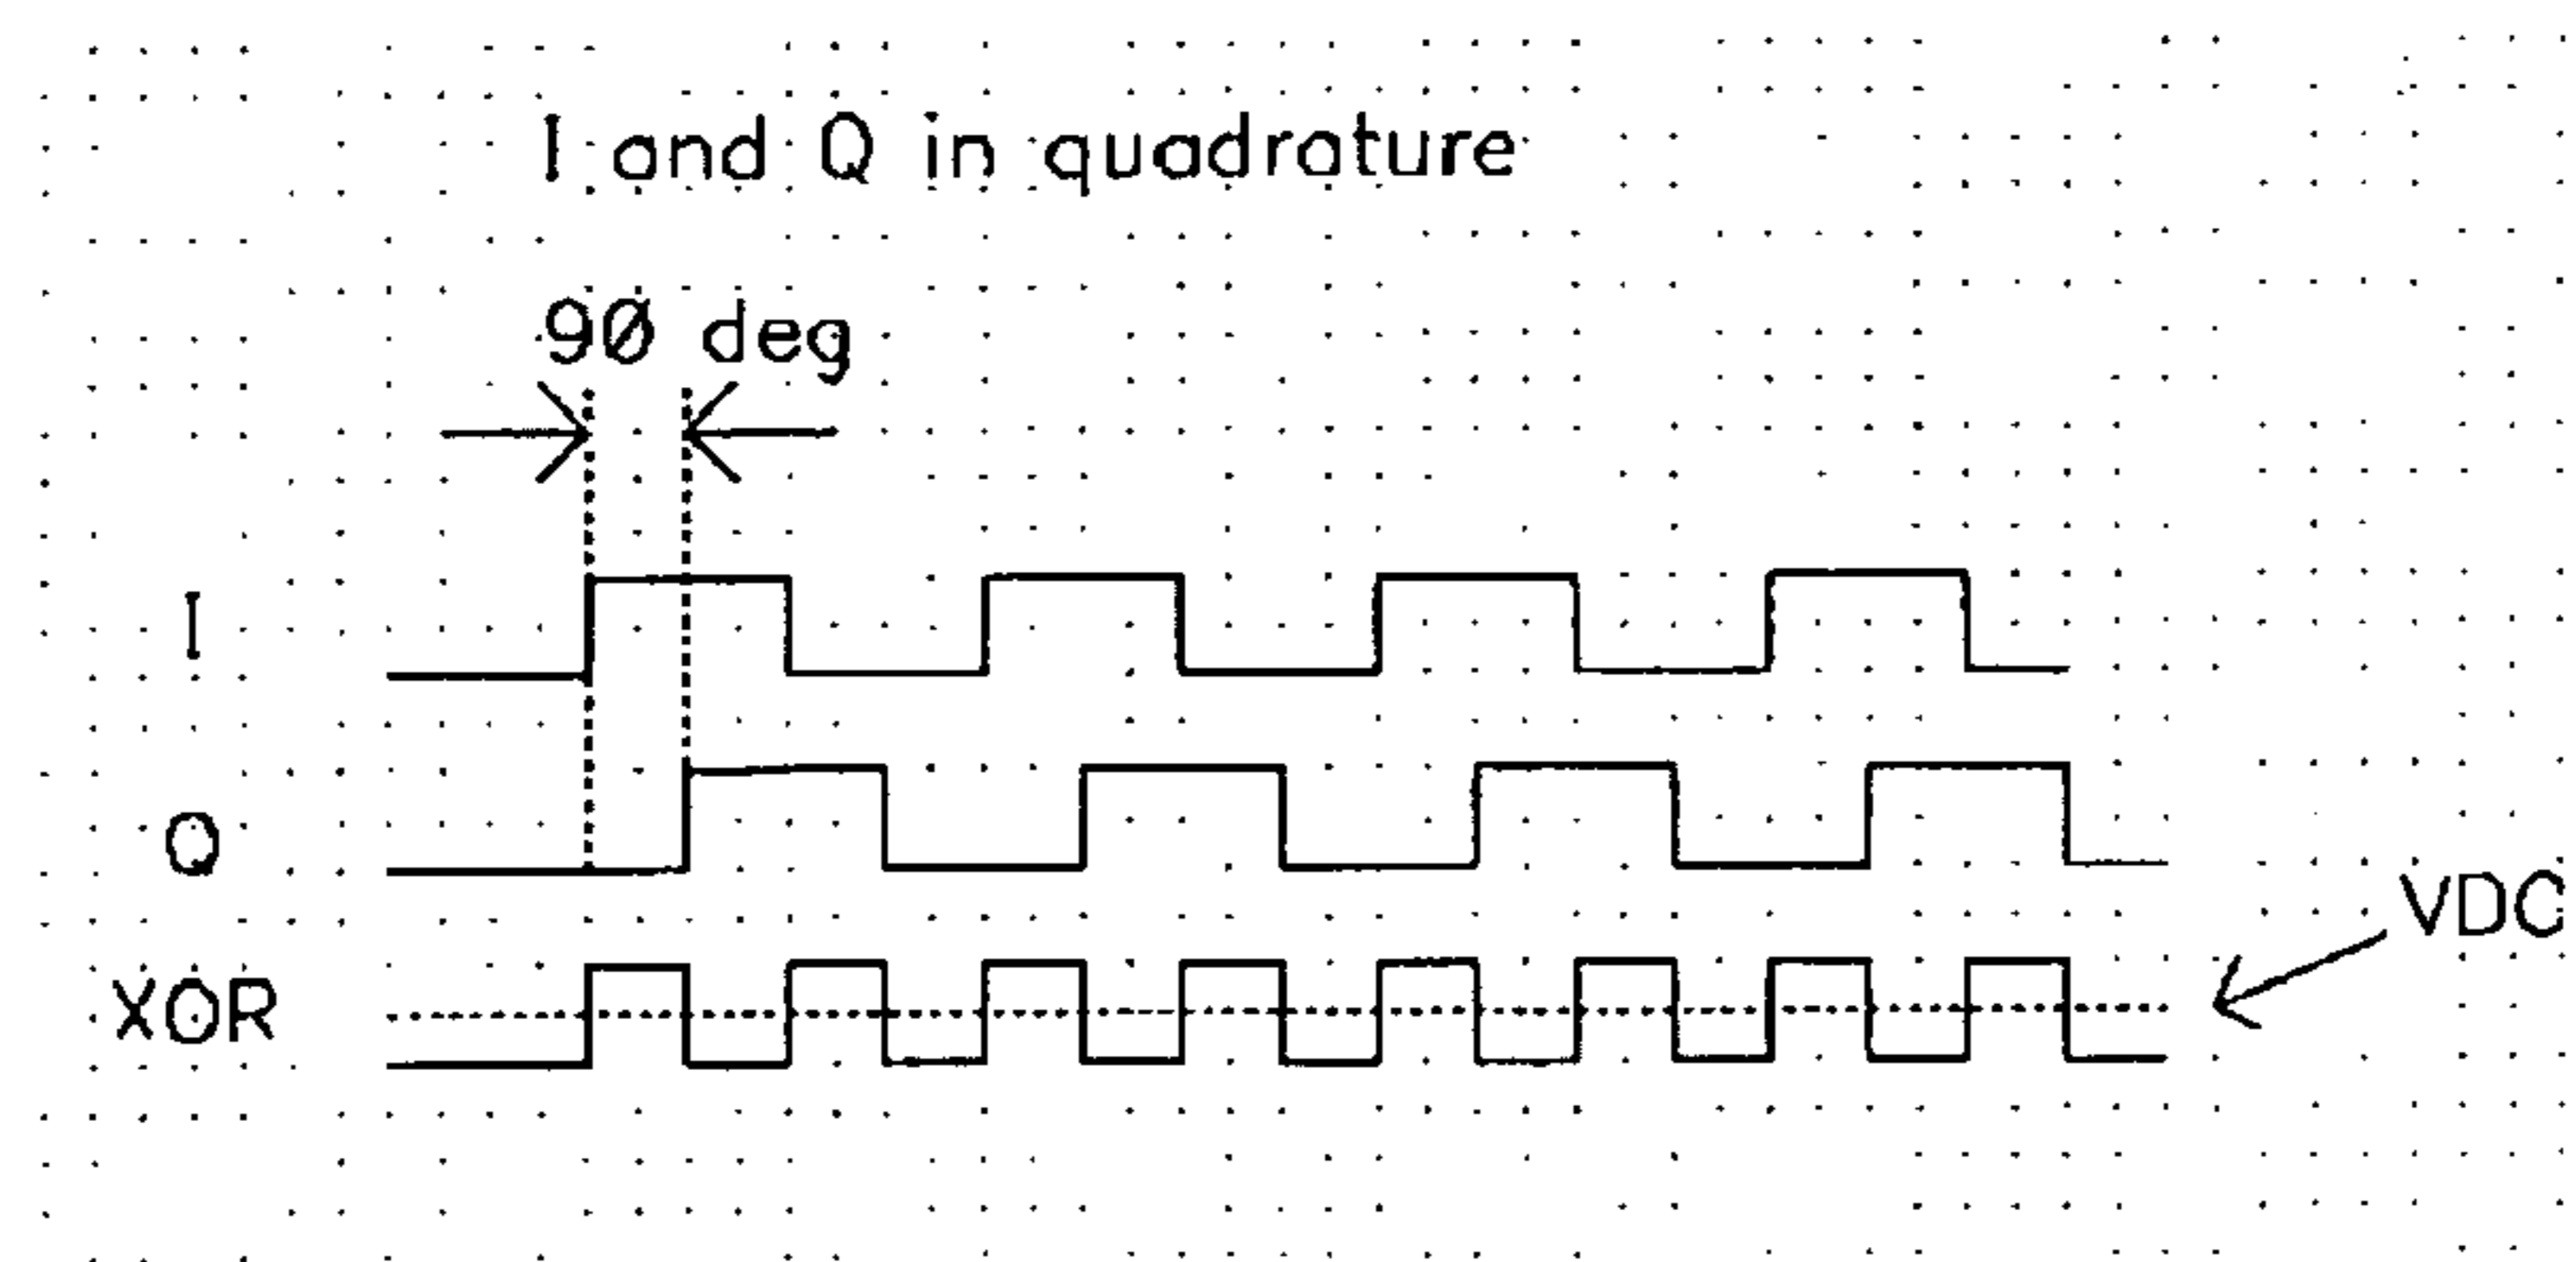 I and Q in quadrature
90 deg
I
Q
VDC
XOR